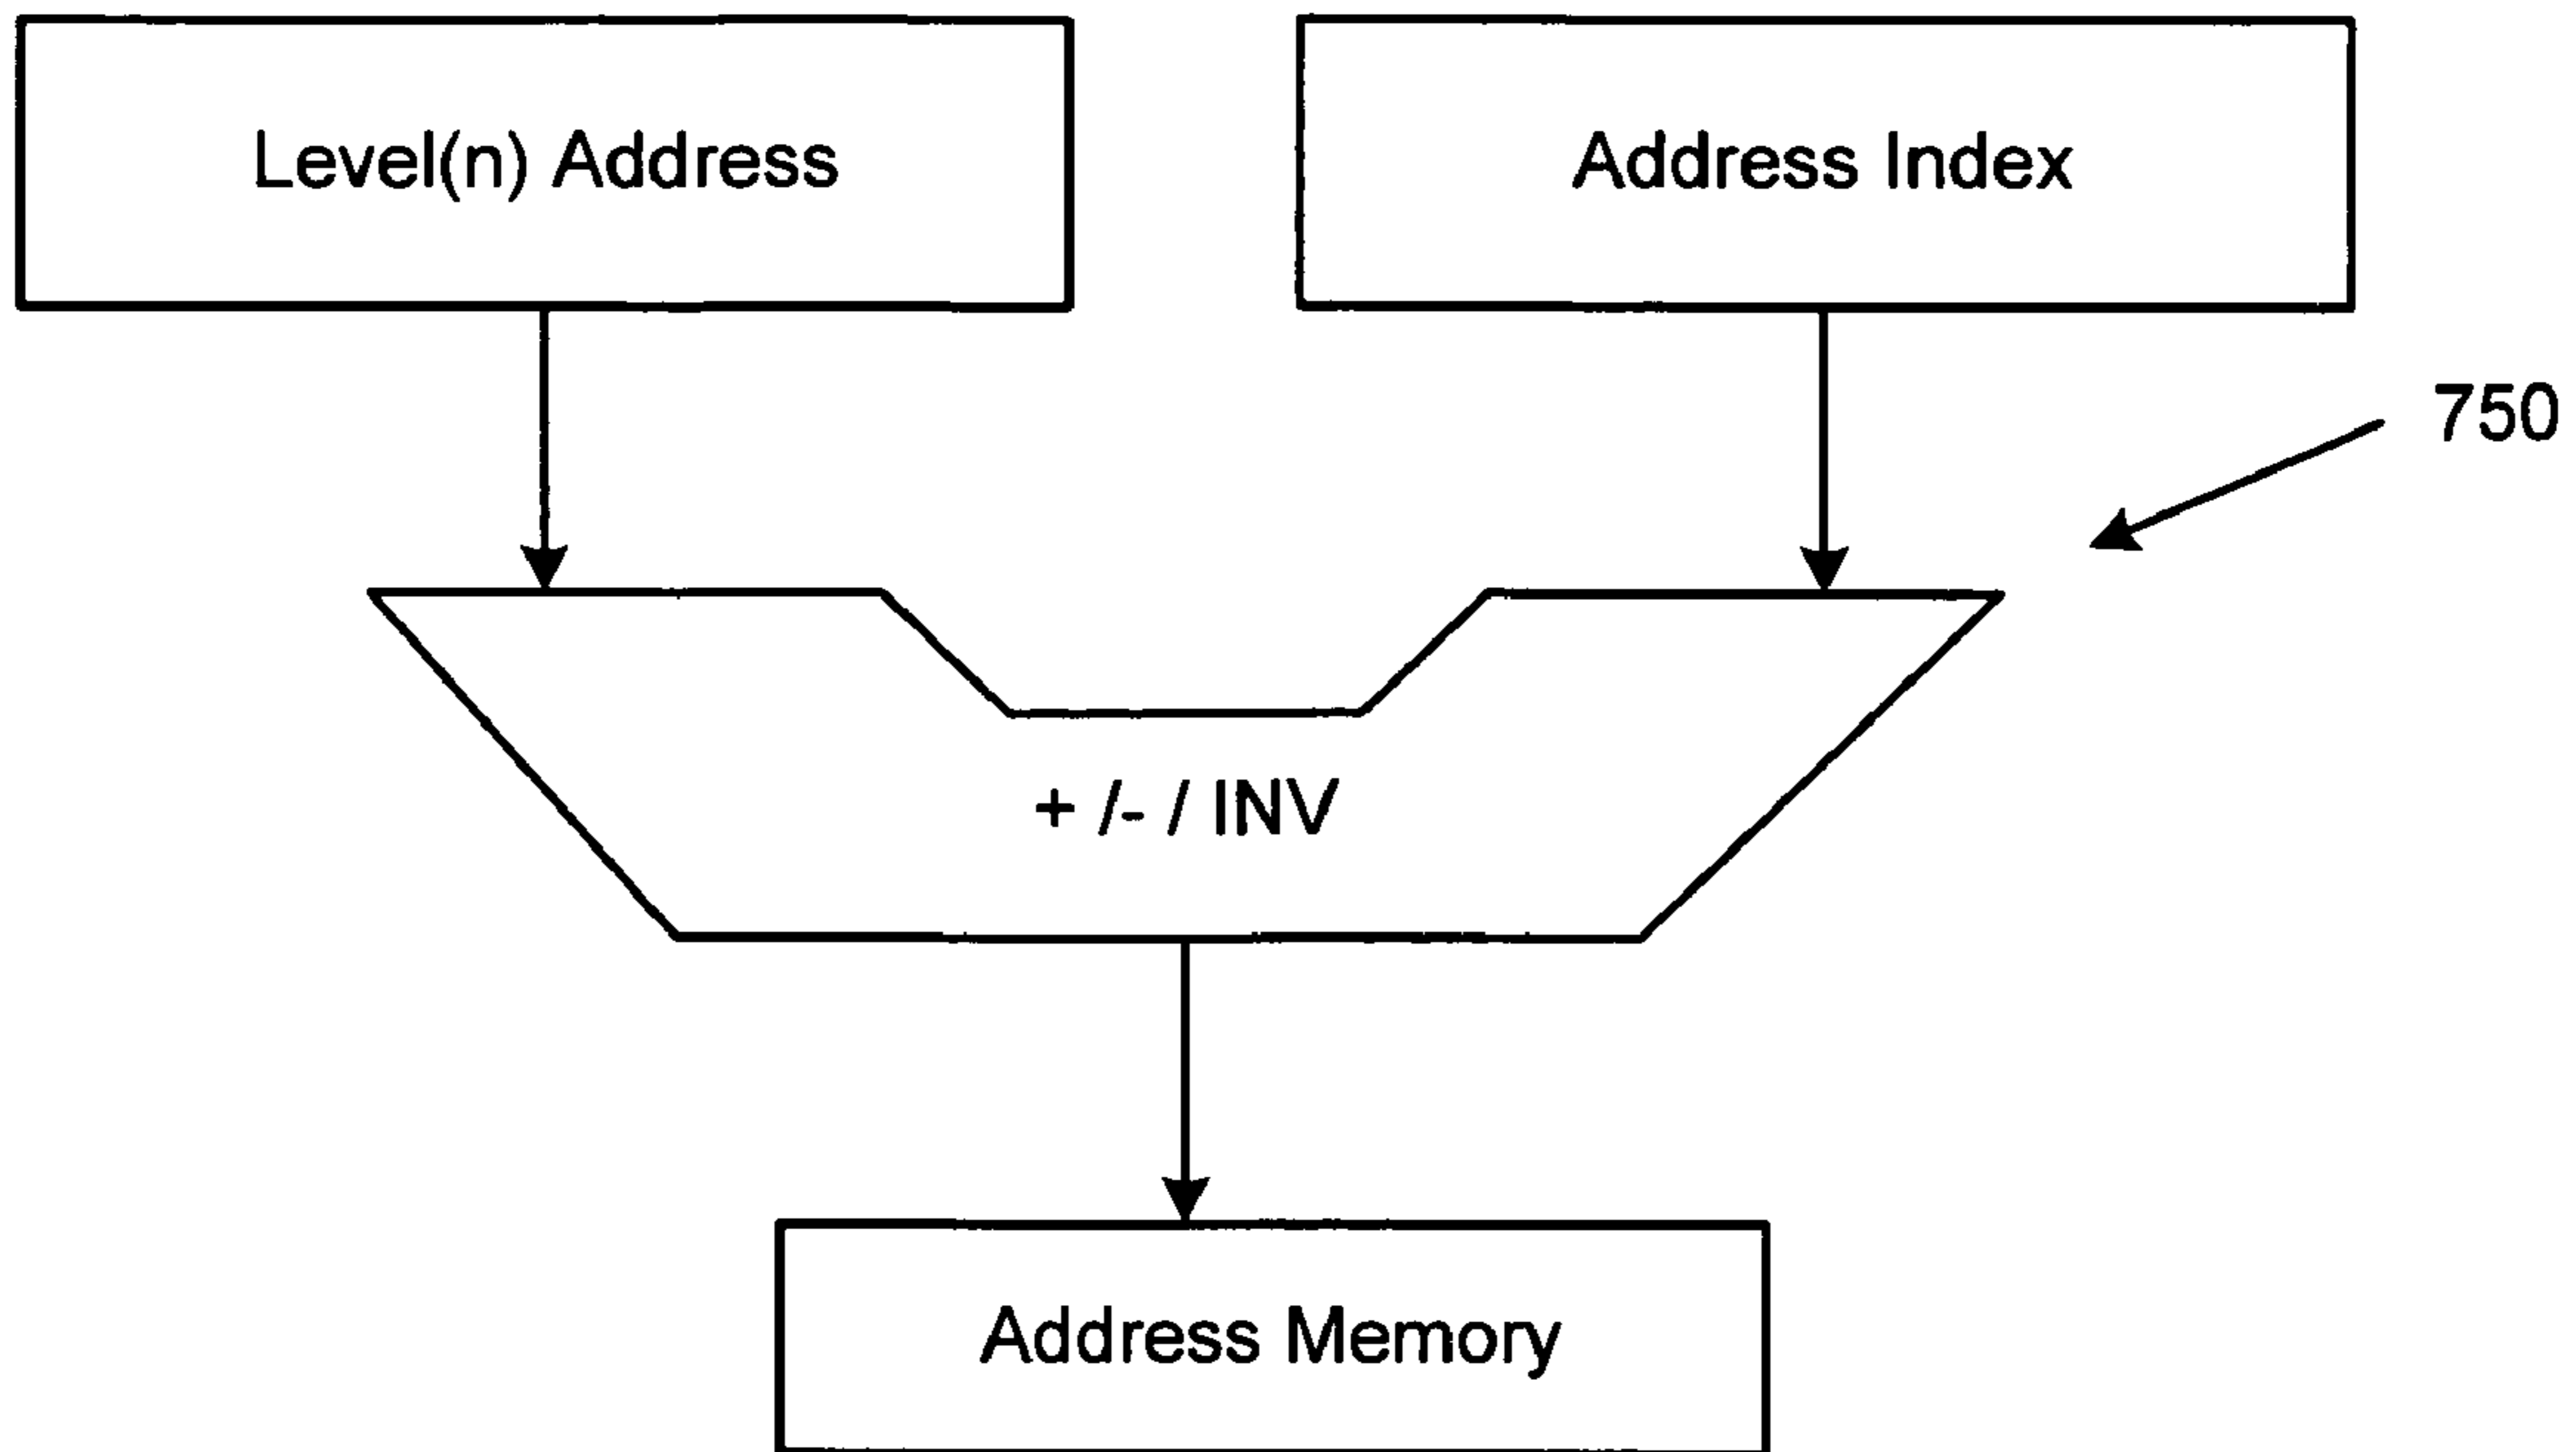 Level(n) Address
Address Index
750
+ /- / INV
Address Memory